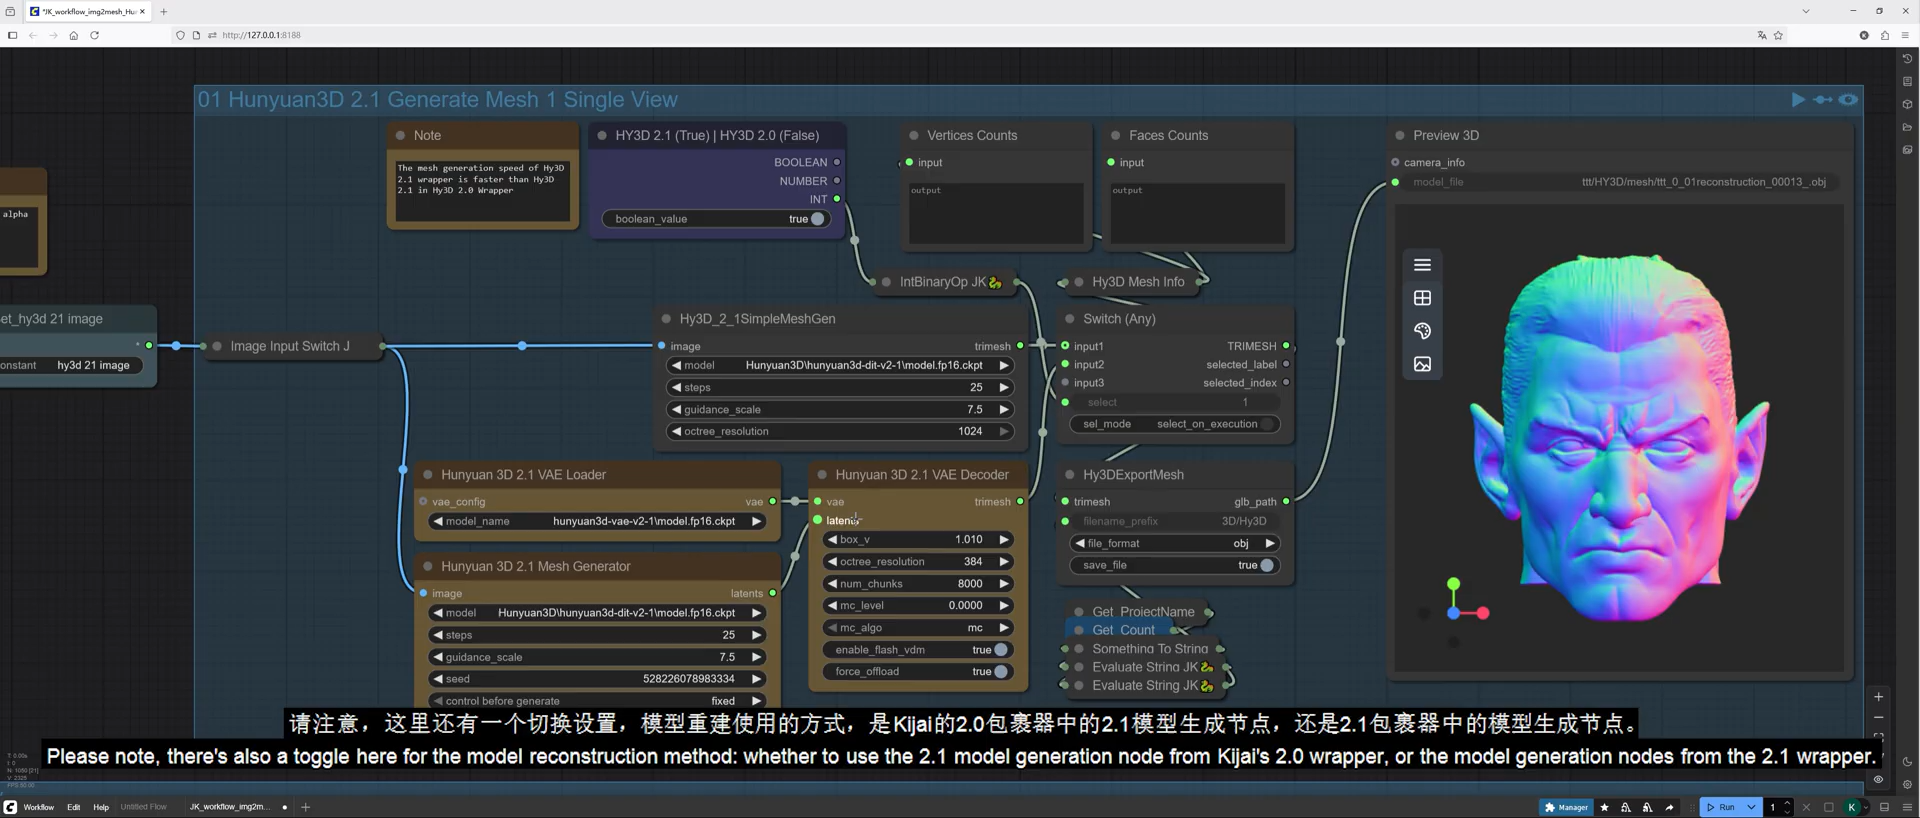 *JK_workflow_img2mesh_Hu
http://127.0.0.1:8188
01 Hunyuan3D 2.1 Generate Mesh 1 Single View
Note
The mesh generation speed of Hy3D
2.1 wrapper is faster than Hy3D
2.1 in Hy3D 2.0 Wrapper
HY3D 2.1 (True) | HY3D 2.0 (False)
BOOLEAN
NUMBER
INT
boolean_value true
Vertices Counts
input
output
Faces Counts
input
output
Preview 3D
camera_info
model_file ttt/HY3D/mesh/ttt_0_01reconstruction_00013_.obj
alpha
et_hy3d 21 image
onstant hy3d 21 image
Image Input Switch J
IntBinaryOp JK🐍
Hy3D Mesh Info
Hy3D_2_1SimpleMeshGen
image trimesh
model Hunyuan3D\hunyuan3d-dit-v2-1\model.fp16.ckpt
steps 25
guidance_scale 7.5
octree_resolution 1024
Switch (Any)
input1 TRIMESH
input2 selected_label
input3 selected_index
select 1
sel_mode select_on_execution
Hunyuan 3D 2.1 VAE Loader
vae_config vae
model_name hunyuan3d-vae-v2-1\model.fp16.ckpt
Hunyuan 3D 2.1 Mesh Generator
image latents
model Hunyuan3D\hunyuan3d-dit-v2-1\model.fp16.ckpt
steps 25
guidance_scale 7.5
seed 528226078983334
control before generate fixed
Hunyuan 3D 2.1 VAE Decoder
vae trimesh
latents
box_v 1.010
octree_resolution 384
num_chunks 8000
mc_level 0.0000
mc_algo mc
enable_flash_vdm true
force_offload true
Hy3DExportMesh
trimesh glb_path
filename_prefix 3D/Hy3D
file_format obj
save_file true
Get_ProjectName
Get_Count
Something To String
Evaluate String JK🐍
Evaluate String JK🐍
请注意，这里还有一个切换设置，模型重建使用的方式，是Kijai的2.0包裹器中的2.1模型生成节点，还是2.1包裹器中的模型生成节点。
Please note, there's also a toggle here for the model reconstruction method: whether to use the 2.1 model generation node from Kijai's 2.0 wrapper, or the model generation nodes from the 2.1 wrapper.
Workflow Edit Help Untitled Flow JK_workflow_img2m...
Manager
Run
1
K